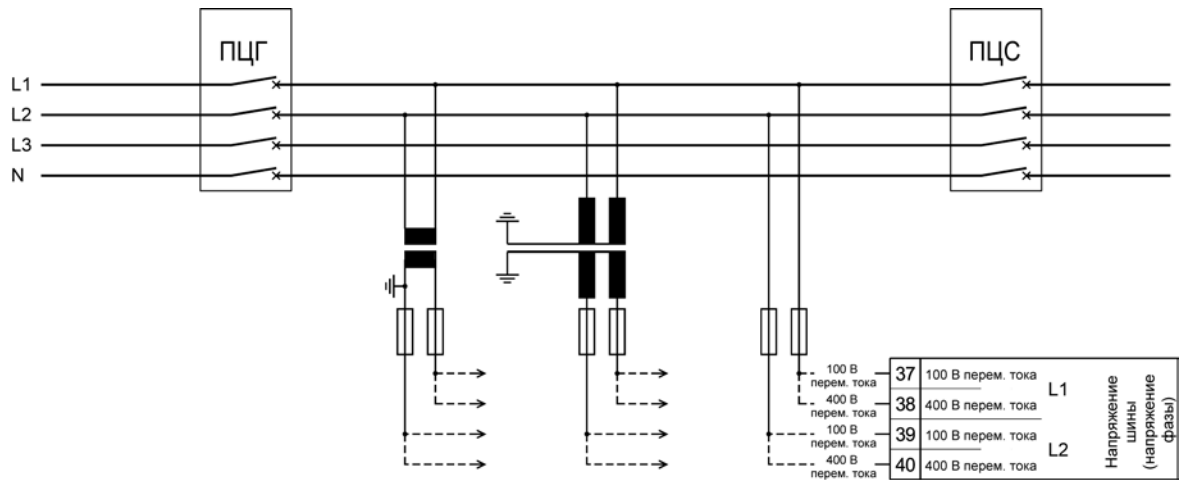 ПЦГ
ПЦС
L1
L2
L3
N
100 В
перем. тока
37
100 В перем. тока
400 В
перем. тока
38
400 В перем. тока
L1
100 В
перем. тока
39
100 В перем. тока
400 В
перем. тока
40
400 В перем. тока
L2
Напряжение
шины
(напряжение
фазы)